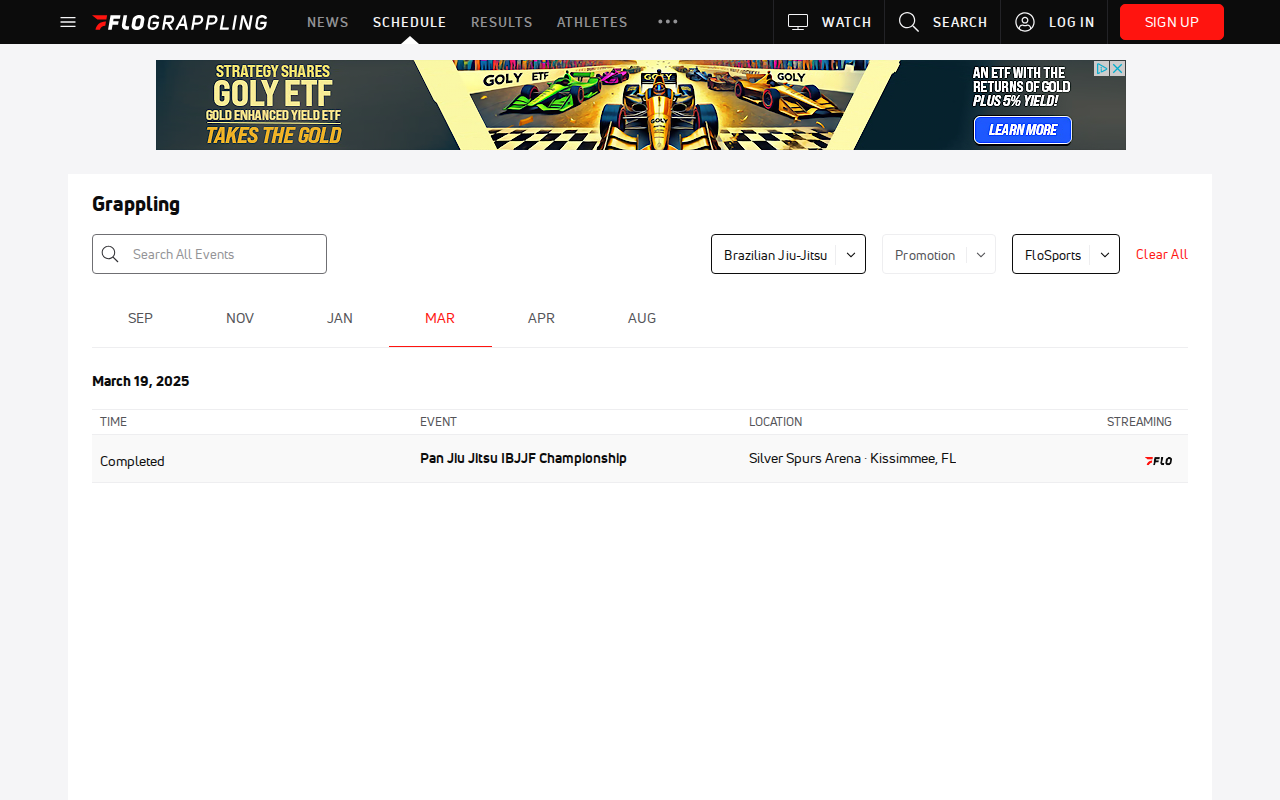 FLOGRAPPLING NEWS SCHEDULE RESULTS ATHLETES WATCH SEARCH LOG IN SIGN UP
STRATEGY SHARES
GOLY ETF
GOLD ENHANCED YIELD ETF
TAKES THE GOLD
GOLY ETF
GOLY
GOLY
GOLY
AN ETF WITH THE
RETURNS OF GOLD
PLUS 5% YIELD!
LEARN MORE
Grappling
Search All Events Brazilian Jiu-Jitsu Promotion FloSports Clear All
SEP NOV JAN MAR APR AUG
March 19, 2025
TIME EVENT LOCATION STREAMING
Completed Pan Jiu Jitsu IBJJF Championship Silver Spurs Arena · Kissimmee, FL FLO